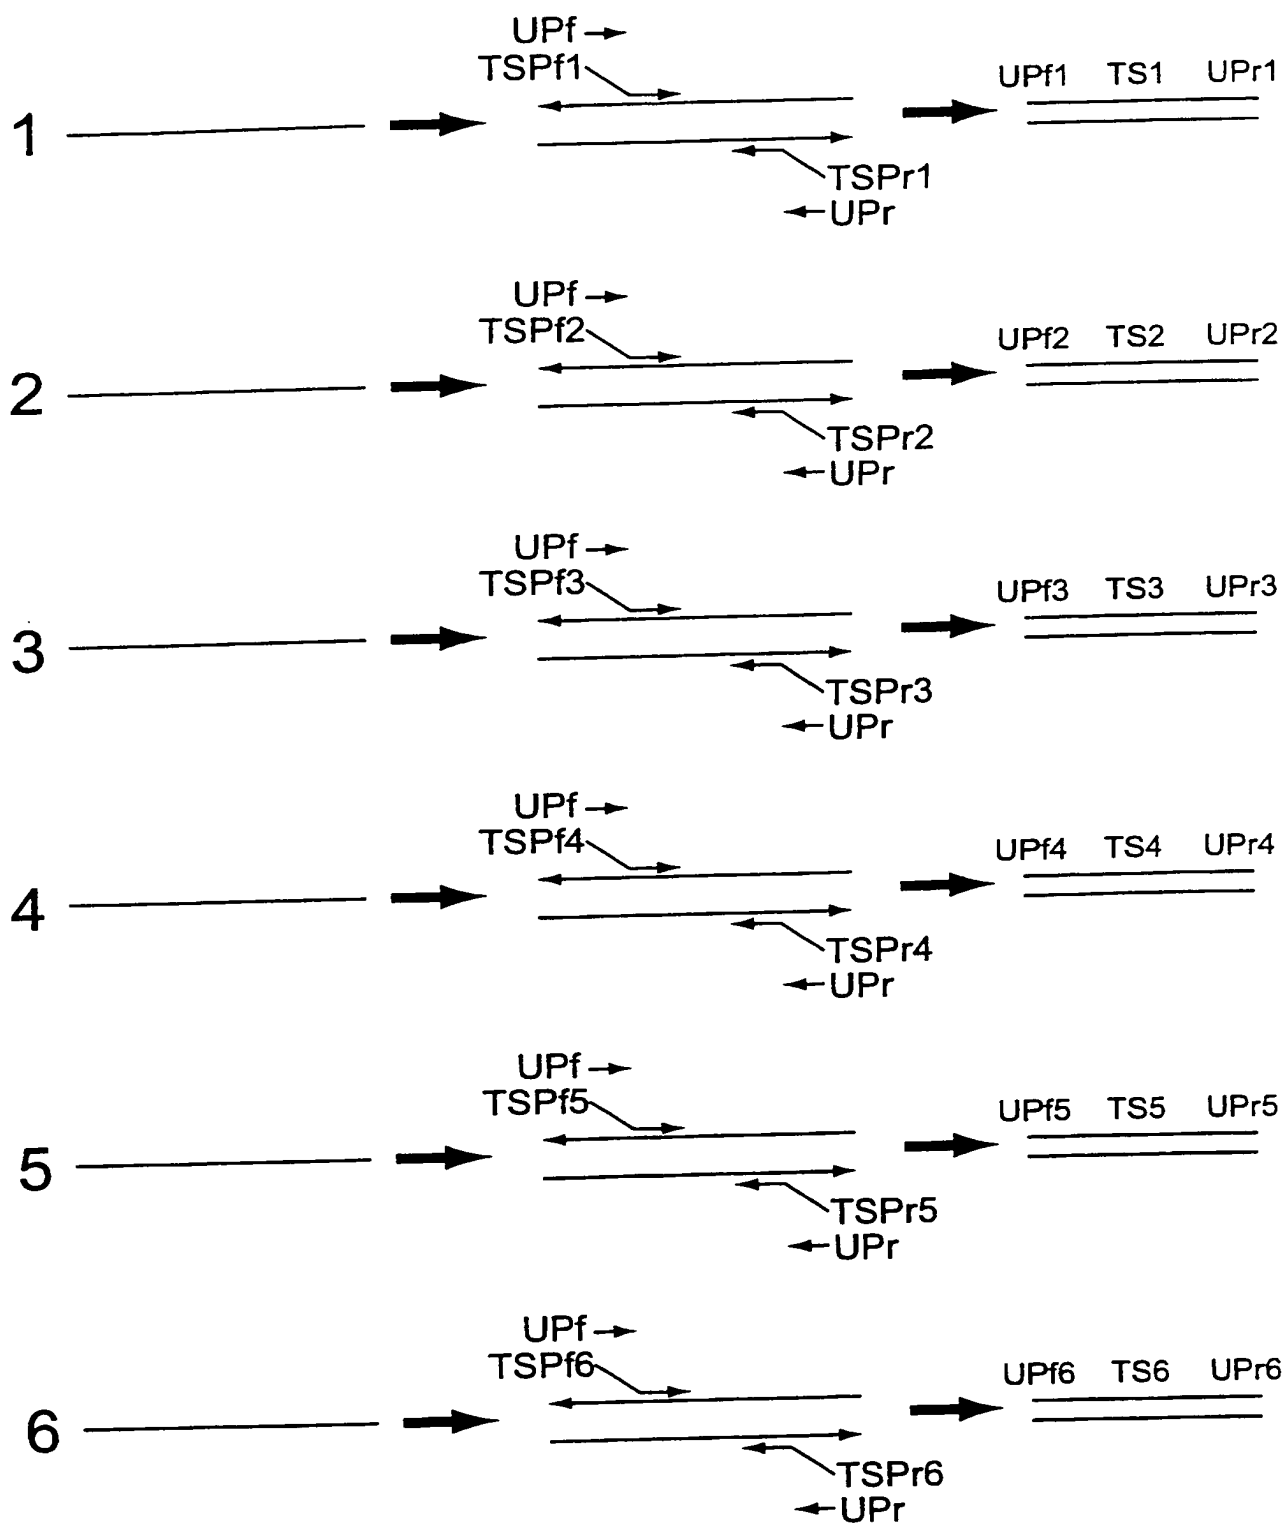 UPf
TSPf1
UPf1 TS1 UPr1
1
TSPr1
UPr
UPf
TSPf2
UPf2 TS2 UPr2
2
TSPr2
UPr
UPf
TSPf3
UPf3 TS3 UPr3
3
TSPr3
UPr
UPf
TSPf4
UPf4 TS4 UPr4
4
TSPr4
UPr
UPf
TSPf5
UPf5 TS5 UPr5
5
TSPr5
UPr
UPf
TSPf6
UPf6 TS6 UPr6
6
TSPr6
UPr